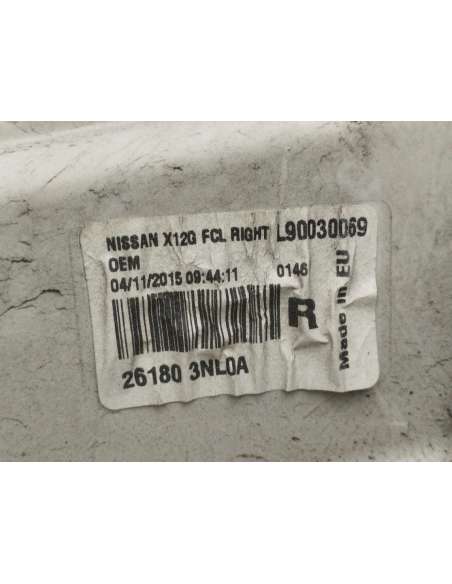 NISSAN X12G FCL RIGHT L90030069
OEM
04/11/2015 09:44:11 0146
R
26180 3NL0A
Made in EU